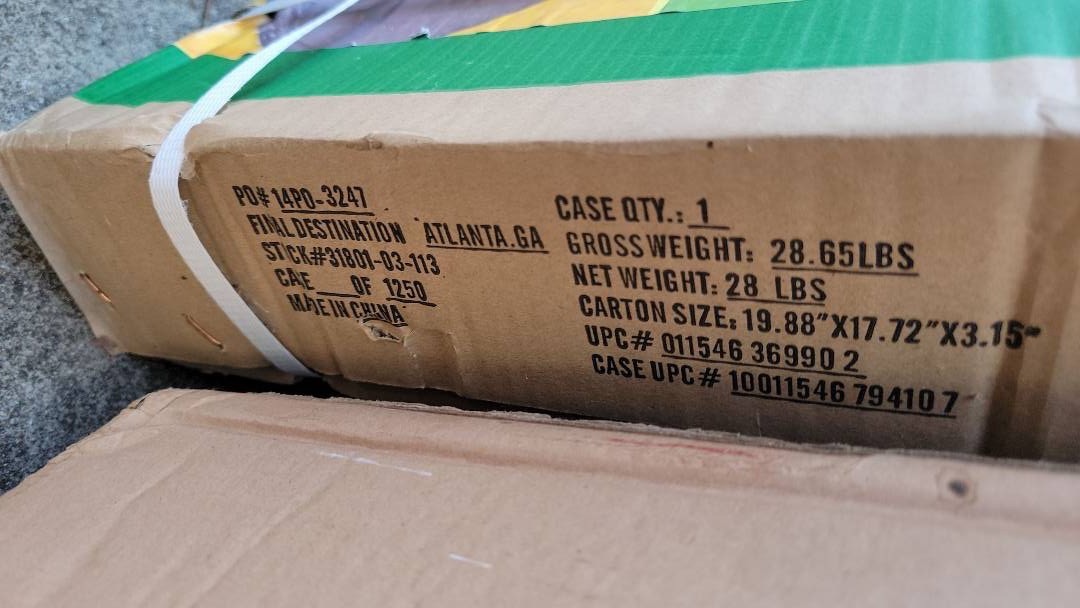 PO# 14PO-3247
FINAL DESTINATION ATLANTA.GA
STOCK#31801-03-113
CASE OF 1250
MADE IN CHINA
CASE QTY.: 1
GROSS WEIGHT: 28.65LBS
NET WEIGHT: 28 LBS
CARTON SIZE: 19.88"X17.72"X3.15"
UPC# 011546 36990 2
CASE UPC# 10011546 79410 7